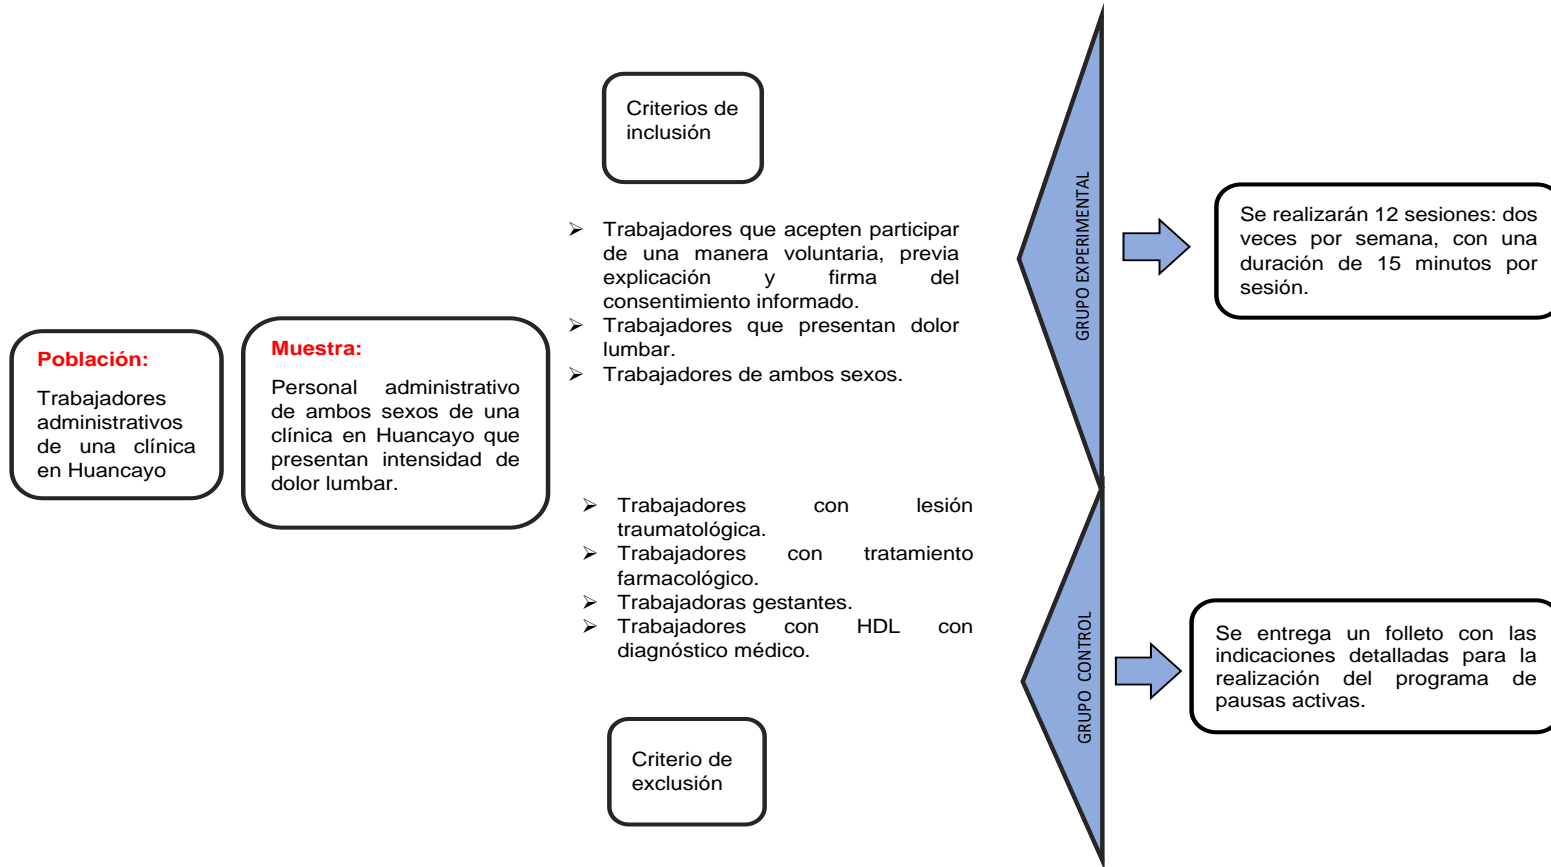 Población:
Trabajadores
administrativos
de una clínica
en Huancayo
Muestra:
Personal administrativo
de ambos sexos de una
clínica en Huancayo que
presentan intensidad de
dolor lumbar.
Criterios de
inclusión
➢ Trabajadores que acepten participar
de una manera voluntaria, previa
explicación y firma del
consentimiento informado.
➢ Trabajadores que presentan dolor
lumbar.
➢ Trabajadores de ambos sexos.
➢ Trabajadores con lesión
traumatológica.
➢ Trabajadores con tratamiento
farmacológico.
➢ Trabajadoras gestantes.
➢ Trabajadores con HDL con
diagnóstico médico.
Criterio de
exclusión
GRUPO EXPERIMENTAL
Se realizarán 12 sesiones: dos
veces por semana, con una
duración de 15 minutos por
sesión.
GRUPO CONTROL
Se entrega un folleto con las
indicaciones detalladas para la
realización del programa de
pausas activas.